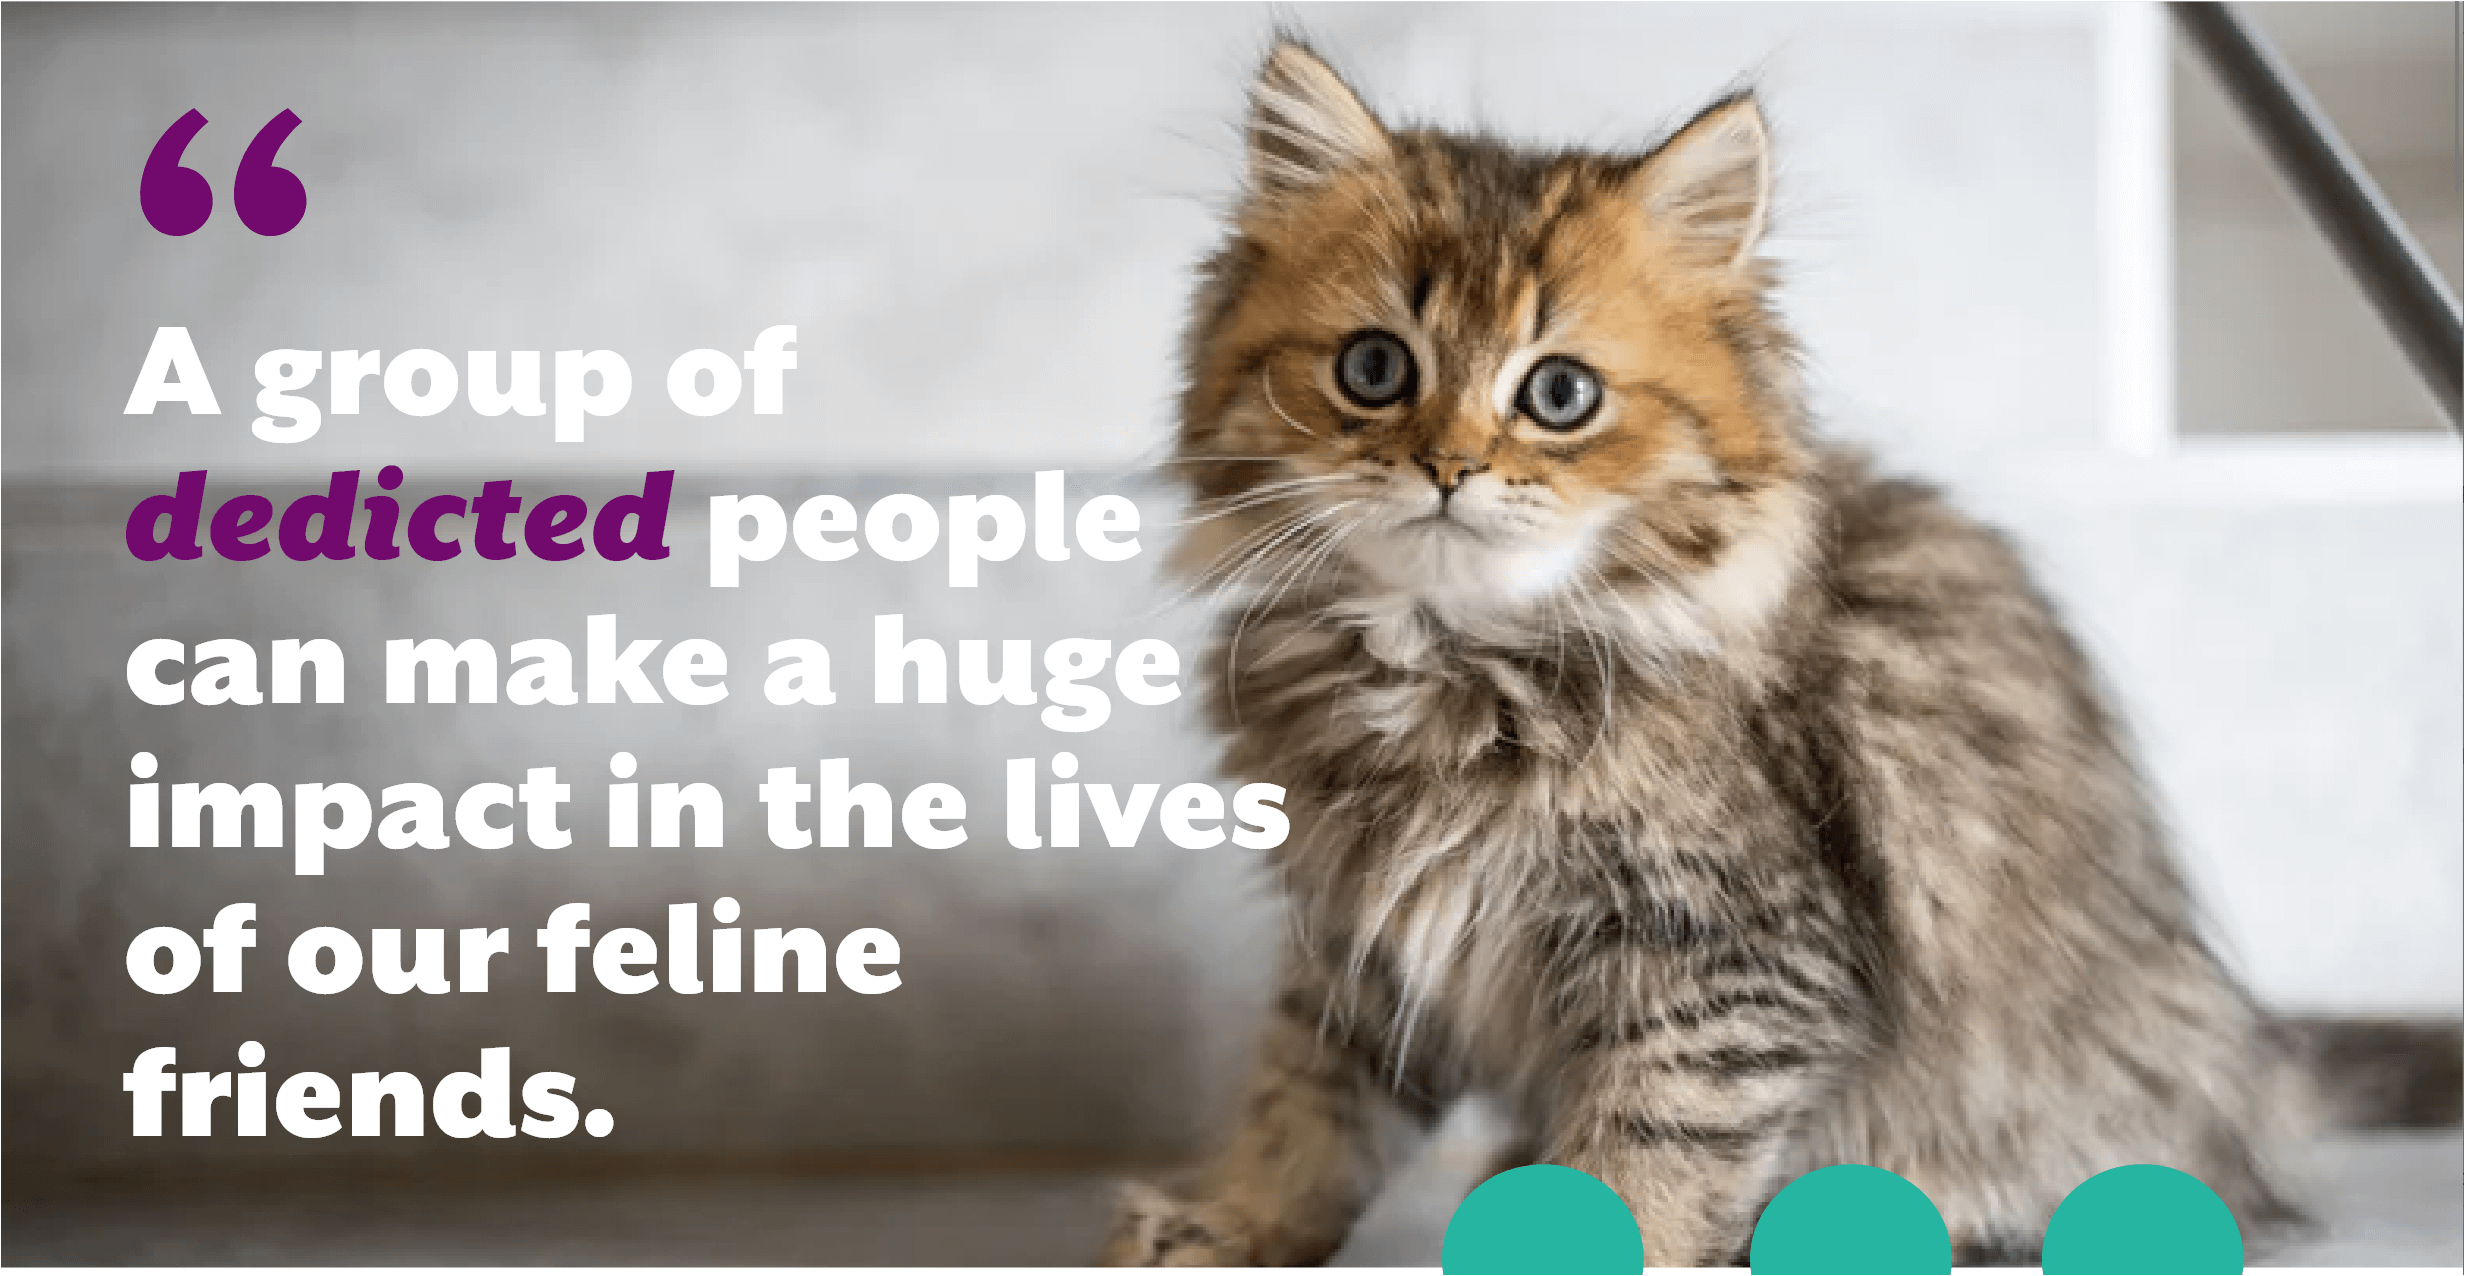 “
A group of
dedicted people
can make a huge
impact in the lives
of our feline
friends.